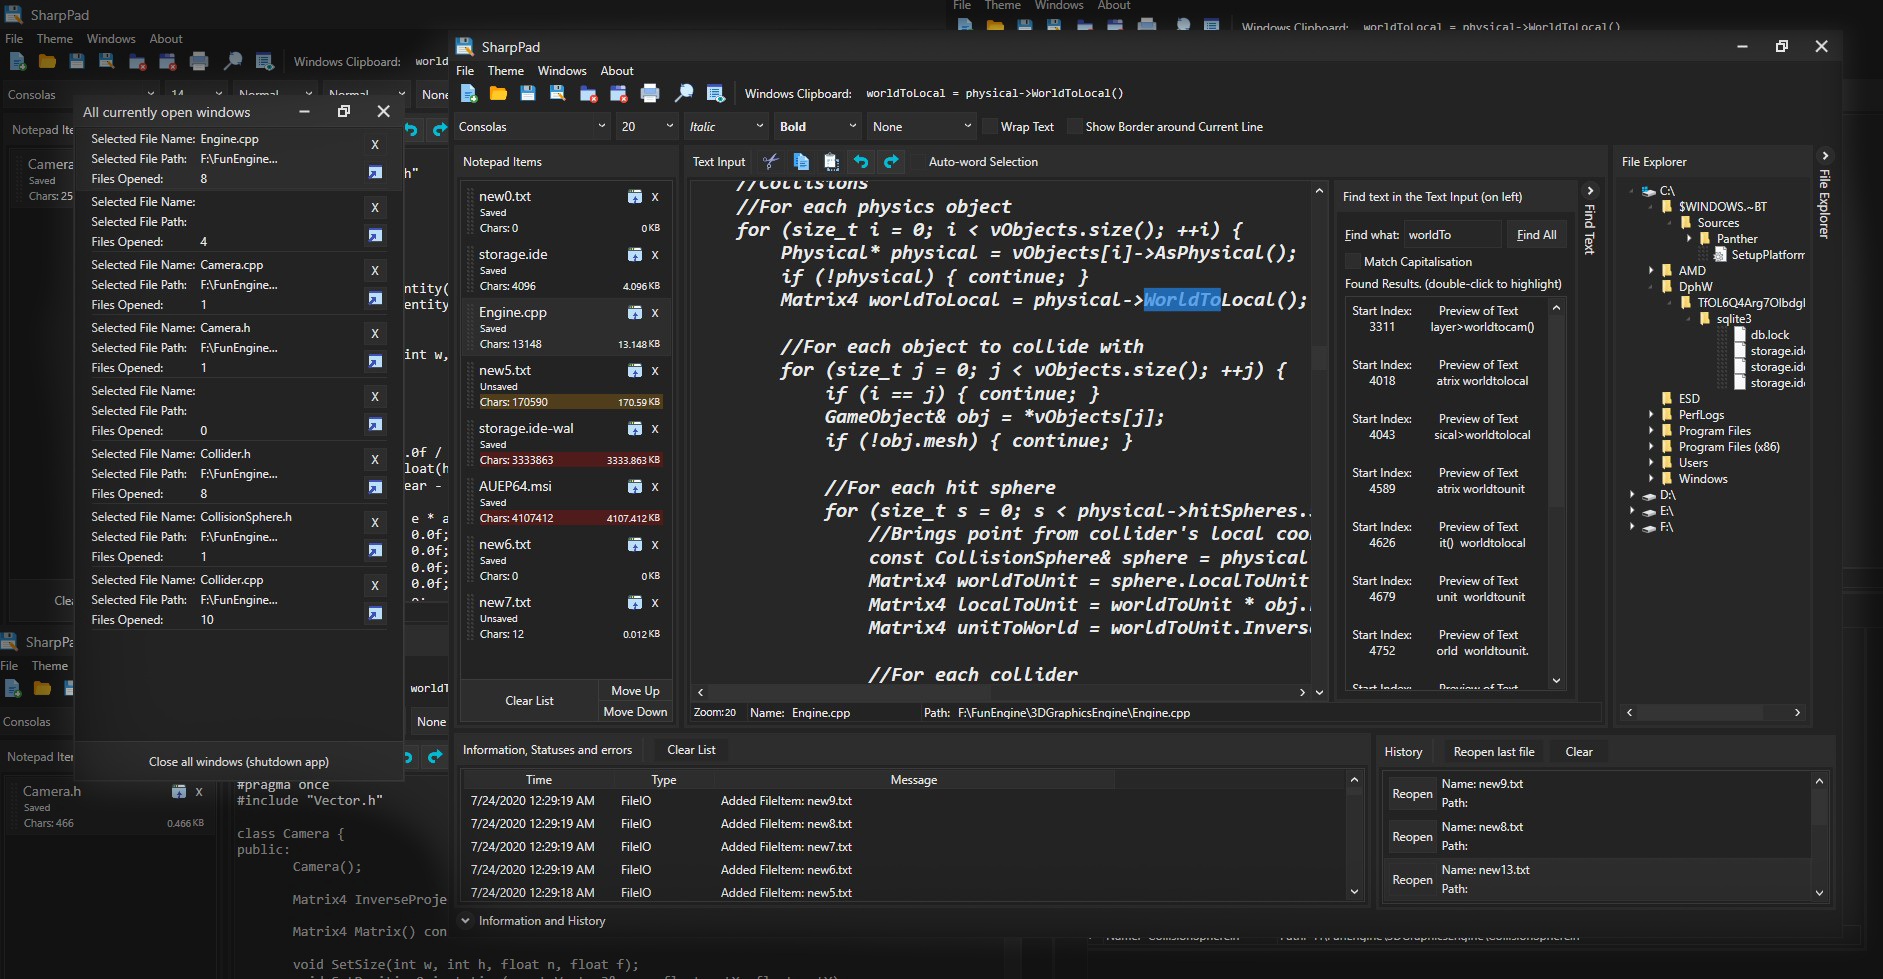 SharpPad
File Theme Windows About
Windows Clipboard:
Consolas 14 Normal Normal None
Camera
Saved
Chars: 25
All currently open windows
Selected File Name: Engine.cpp X
Selected File Path: F:\FunEngine...
Files Opened: 8
Selected File Name: X
Selected File Path:
Files Opened: 4
Selected File Name: Camera.cpp X
Selected File Path: F:\FunEngine...
Files Opened: 1
Selected File Name: Camera.h X
Selected File Path: F:\FunEngine...
Files Opened: 1
Selected File Name: X
Selected File Path:
Files Opened: 0
Selected File Name: Collider.h X
Selected File Path: F:\FunEngine...
Files Opened: 8
Selected File Name: CollisionSphere.h X
Selected File Path: F:\FunEngine...
Files Opened: 1
Selected File Name: Collider.cpp X
Selected File Path: F:\FunEngine...
Files Opened: 10
Close all windows (shutdown app)
File Theme
Consolas
None
Camera.h X
Saved
Chars: 466 0.466 KB
#pragma once
#include "Vector.h"
class Camera {
public:
Camera();
Matrix4 InverseProje
Matrix4 Matrix() con
void SetSize(int w, int h, float n, float f);
File Theme Windows About
Windows Clipboard: worldToLocal = physical->WorldToLocal()
SharpPad
File Theme Windows About
Windows Clipboard: worldToLocal = physical->WorldToLocal()
Consolas 20 Italic Bold None Wrap Text Show Border around Current Line
Notepad Items
new0.txt X
Saved
Chars: 0 0 KB
storage.ide X
Saved
Chars: 4096 4.096 KB
Engine.cpp X
Saved
Chars: 13148 13.148 KB
new5.txt X
Unsaved
Chars: 170590 170.59 KB
storage.ide-wal X
Saved
Chars: 3333863 3333.863 KB
AUEP64.msi X
Saved
Chars: 4107412 4107.412 KB
new6.txt X
Saved
Chars: 0 0 KB
new7.txt X
Unsaved
Chars: 12 0.012 KB
Clear List
Move Up
Move Down
Text Input Auto-word Selection
//Collisions
//For each physics object
for (size_t i = 0; i < vObjects.size(); ++i) {
Physical* physical = vObjects[i]->AsPhysical();
if (!physical) { continue; }
Matrix4 worldToLocal = physical->WorldToLocal();
//For each object to collide with
for (size_t j = 0; j < vObjects.size(); ++j) {
if (i == j) { continue; }
GameObject& obj = *vObjects[j];
if (!obj.mesh) { continue; }
//For each hit sphere
for (size_t s = 0; s < physical->hitSpheres.
//Brings point from collider's local coo
const CollisionSphere& sphere = physical
Matrix4 worldToUnit = sphere.LocalToUnit
Matrix4 localToUnit = worldToUnit * obj.
Matrix4 unitToWorld = worldToUnit.Invers
//For each collider
Zoom: 20 Name: Engine.cpp Path: F:\FunEngine\3DGraphicsEngine\Engine.cpp
Find text in the Text Input (on left)
Find what: worldTo Find All
Match Capitalisation
Found Results. (double-click to highlight)
Start Index: Preview of Text
3311 layer>worldtocam()
Start Index: Preview of Text
4018 atrix worldtolocal
Start Index: Preview of Text
4043 sical>worldtolocal
Start Index: Preview of Text
4589 atrix worldtounit
Start Index: Preview of Text
4626 it() worldtolocal
Start Index: Preview of Text
4679 unit worldtounit
Start Index: Preview of Text
4752 orld worldtounit.
Start Index: Preview of Text
Find Text
File Explorer
C:\
$WINDOWS.~BT
Sources
Panther
SetupPlatform
AMD
DphW
sqlite3
db.lock
storage.ide
storage.ide
storage.ide
ESD
PerfLogs
Program Files
Program Files (x86)
Users
Windows
D:\
E:\
F:\
File Explorer
Information, Statuses and errors Clear List
Time Type Message
7/24/2020 12:29:19 AM FileIO Added FileItem: new9.txt
7/24/2020 12:29:19 AM FileIO Added FileItem: new8.txt
7/24/2020 12:29:19 AM FileIO Added FileItem: new7.txt
7/24/2020 12:29:19 AM FileIO Added FileItem: new6.txt
7/24/2020 12:29:18 AM FileIO Added FileItem: new5.txt
Information and History
History Reopen last file Clear
Reopen Name: new9.txt
Path:
Reopen Name: new8.txt
Path:
Reopen Name: new13.txt
Path: